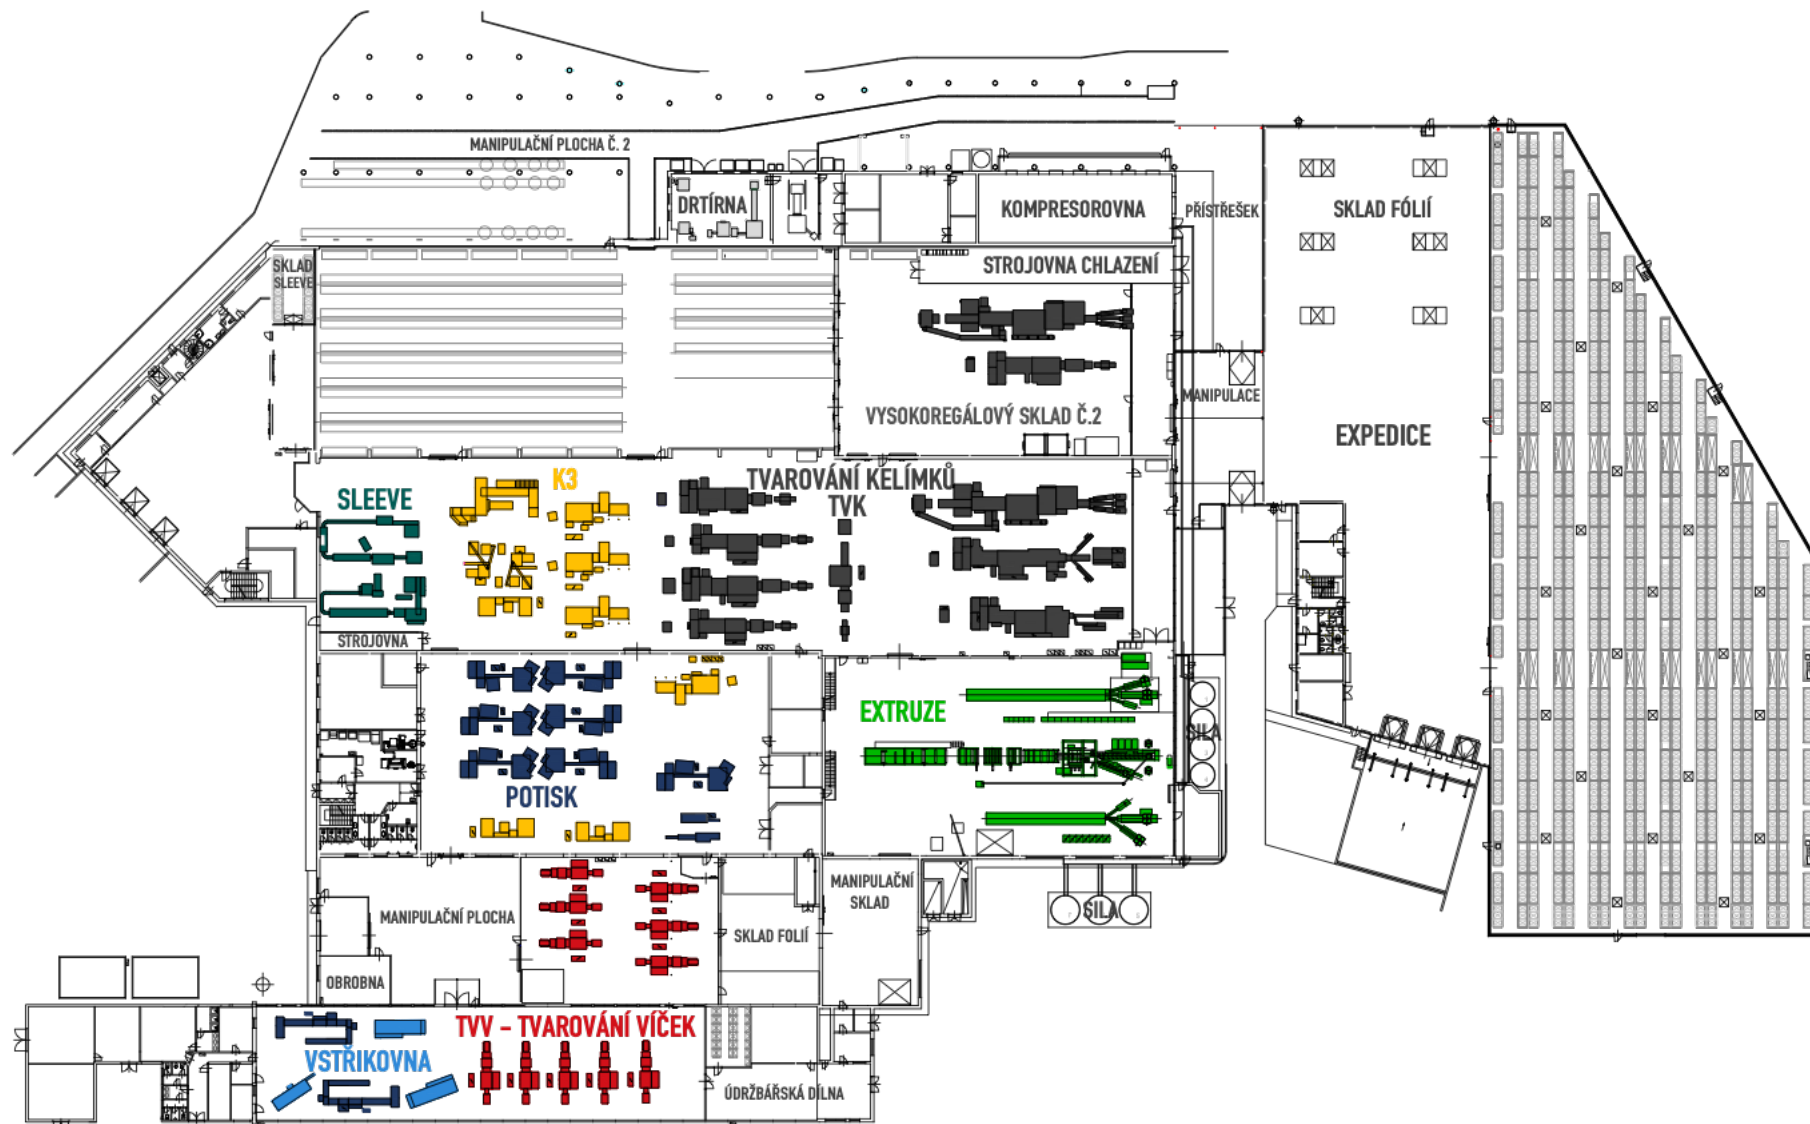 MANIPULAČNÍ PLOCHA Č. 2
DRTÍRNA
KOMPRESOROVNA
PŘÍSTŘEŠEK
SKLAD FÓLIÍ
SKLAD
SLEEVE
STROJOVNA CHLAZENÍ
MANIPULACE
VYSOKOREGÁLOVÝ SKLAD Č.2
EXPEDICE
SLEEVE
K3
TVAROVÁNÍ KELÍMKŮ
TVK
STROJOVNA
EXTRUZE
SILA
POTISK
MANIPULAČNÍ PLOCHA
MANIPULAČNÍ
SKLAD
SILA
SKLAD FOLIÍ
OBROBNA
TVV - TVAROVÁNÍ VÍČEK
VSTŘIKOVNA
ÚDRŽBÁŘSKÁ DÍLNA